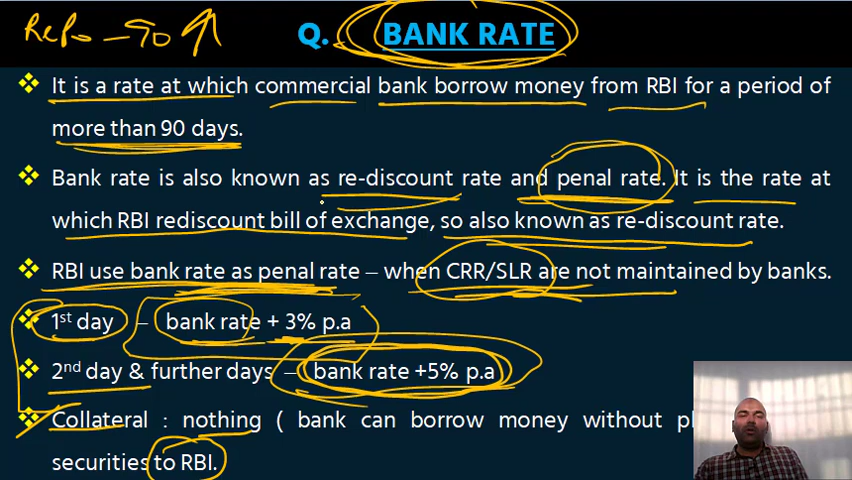 Repo - 90
Q. BANK RATE
❖ It is a rate at which commercial bank borrow money from RBI for a period of
more than 90 days.
❖ Bank rate is also known as re-discount rate and penal rate. It is the rate at
which RBI rediscount bill of exchange, so also known as re-discount rate.
❖ RBI use bank rate as penal rate – when CRR/SLR are not maintained by banks.
❖ 1st day – bank rate + 3% p.a
❖ 2nd day & further days – bank rate +5% p.a
❖ Collateral : nothing ( bank can borrow money without
securities to RBI.